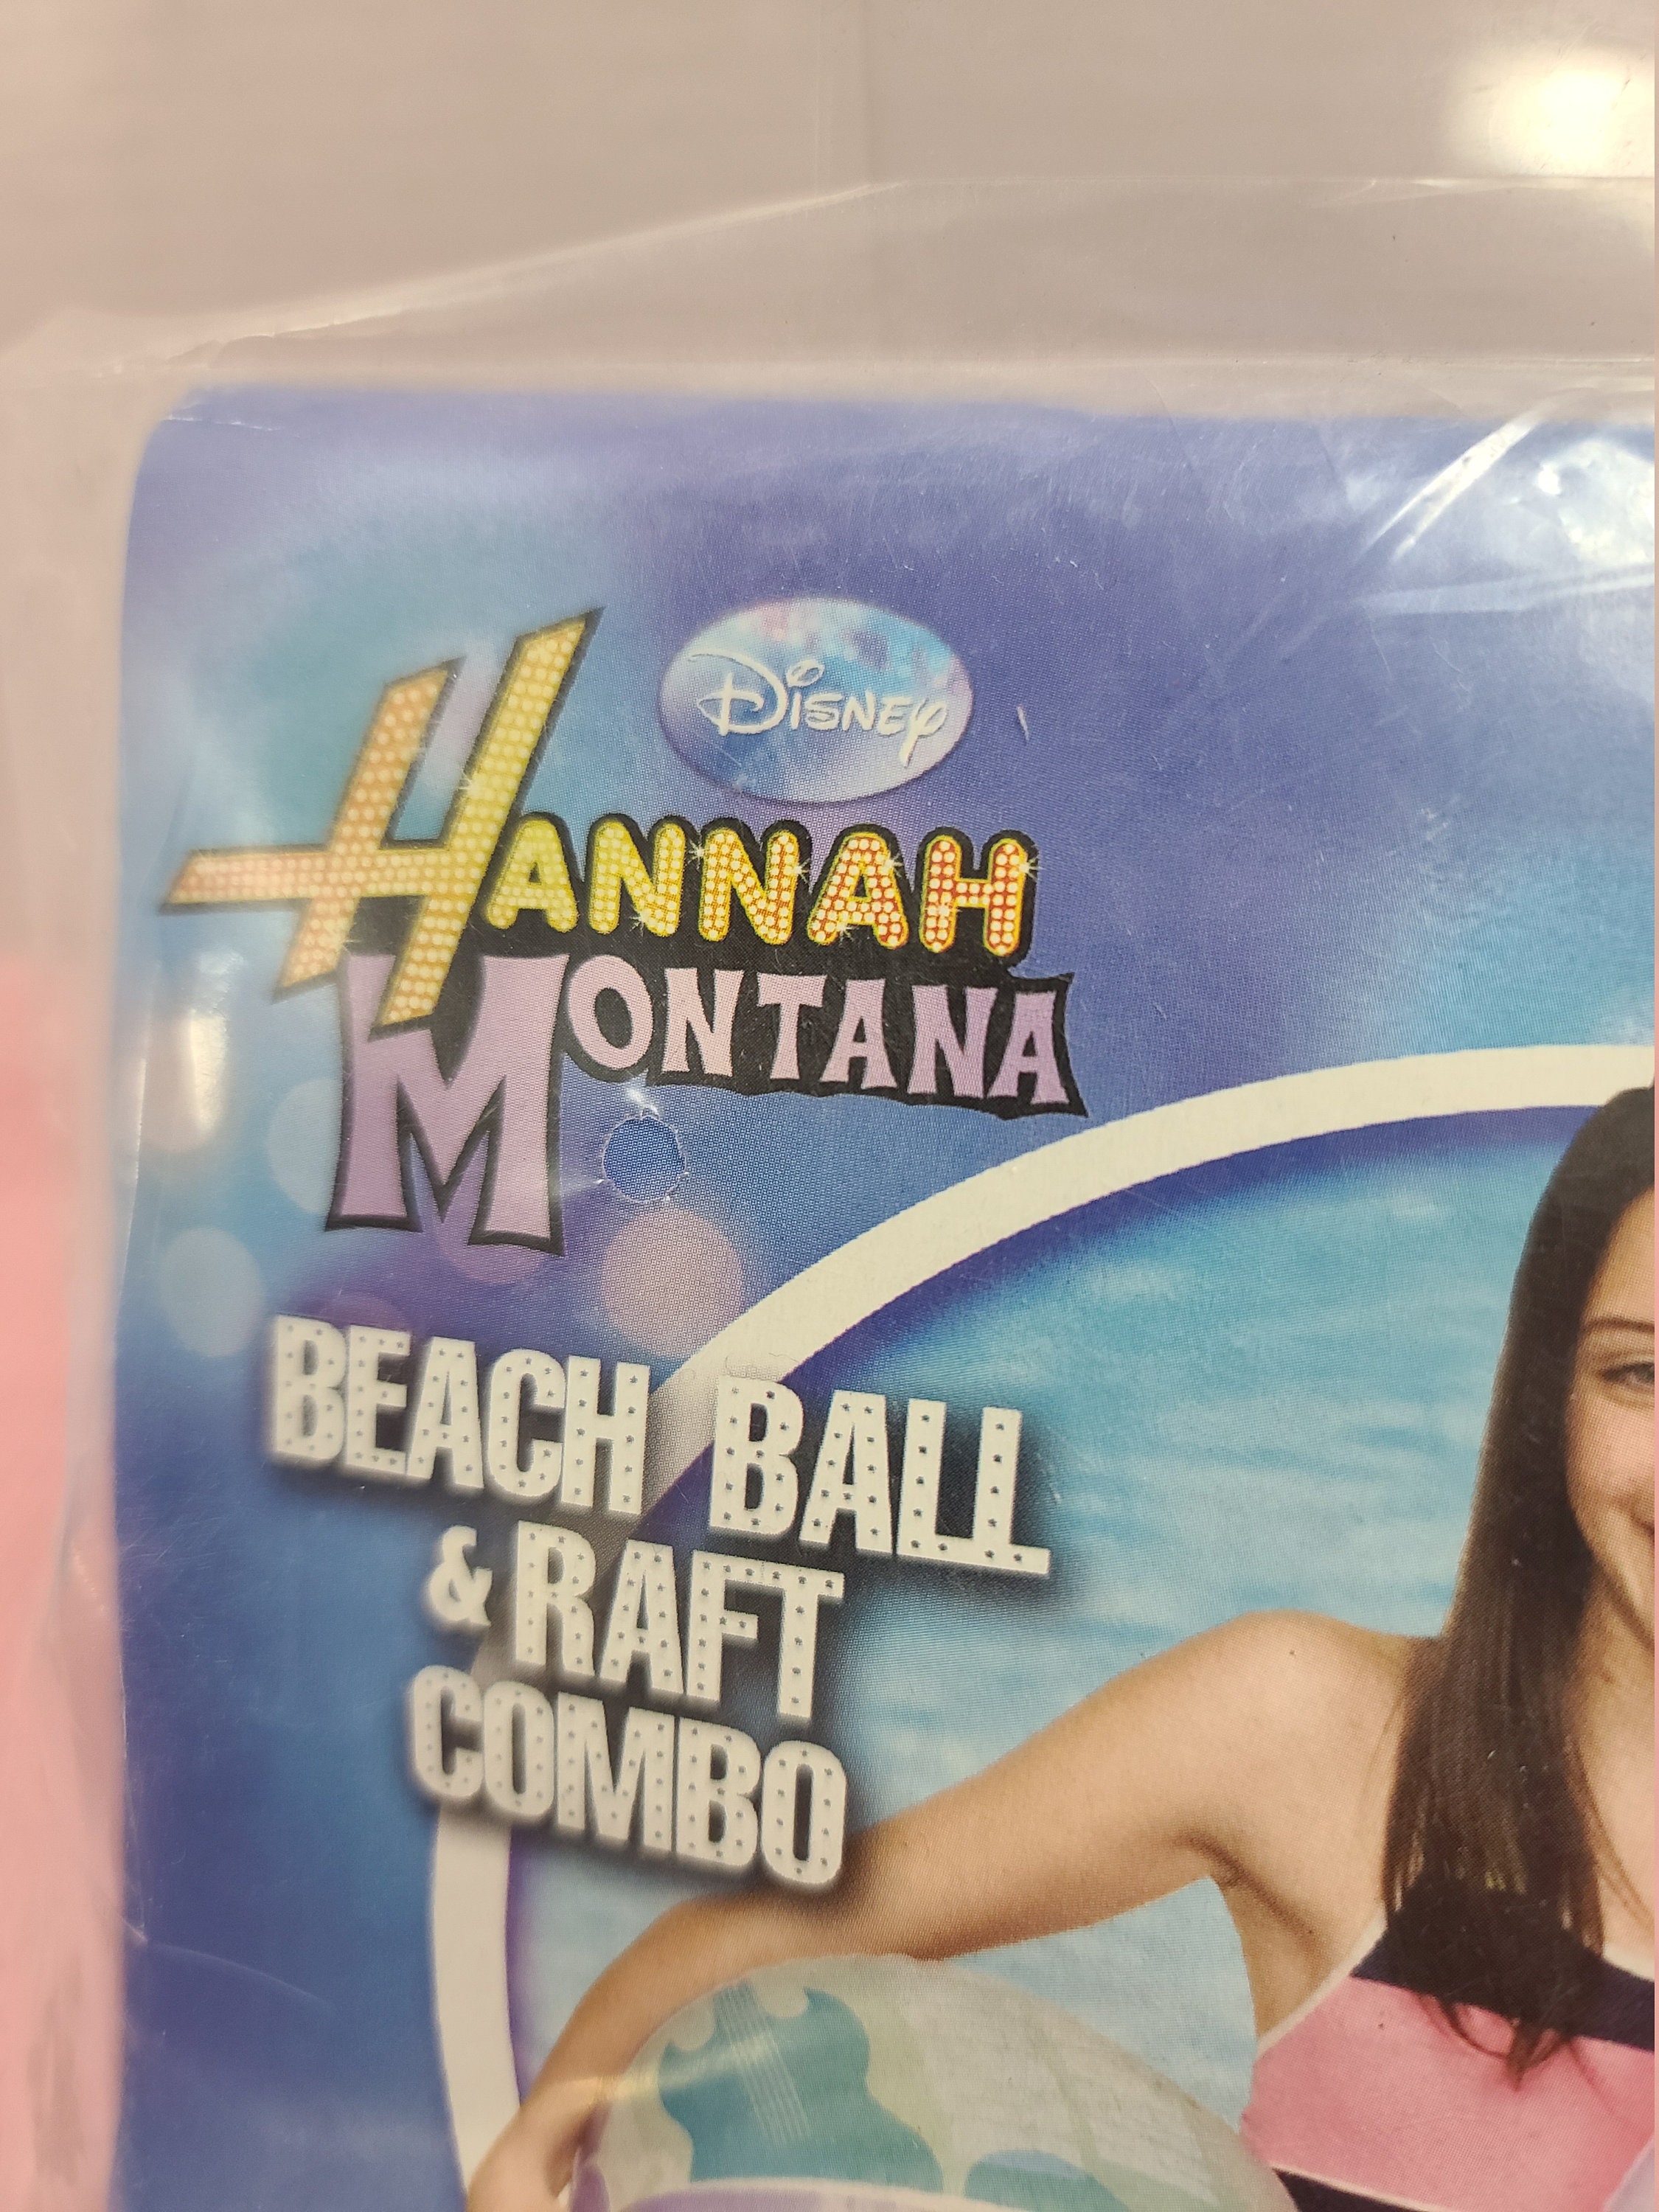 Disney
HANNAH
MONTANA
BEACH BALL
& RAFT
COMBO